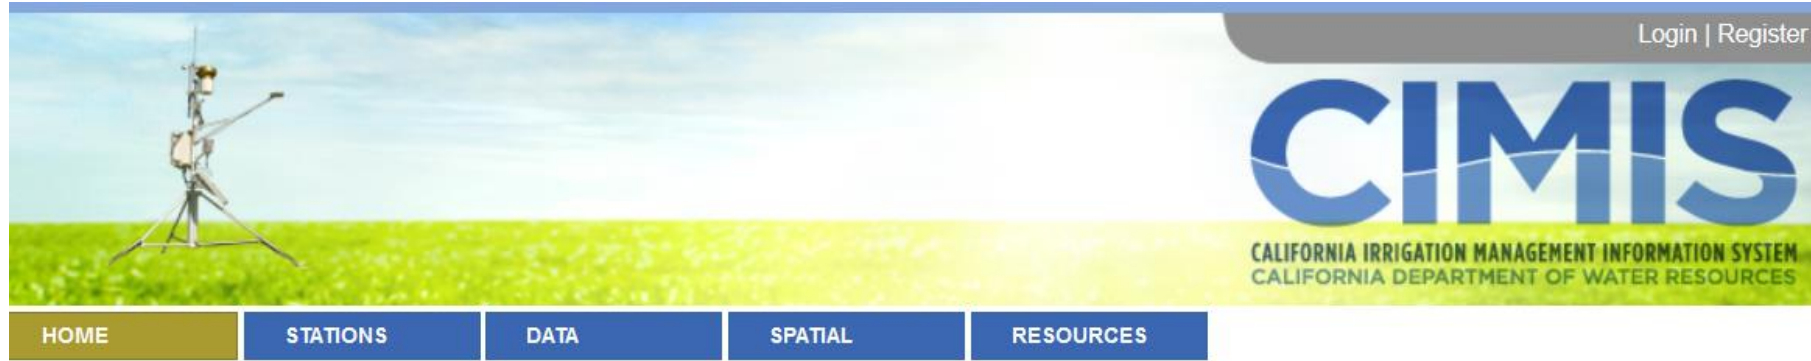 Login | Register
CIMIS
CALIFORNIA IRRIGATION MANAGEMENT INFORMATION SYSTEM
CALIFORNIA DEPARTMENT OF WATER RESOURCES
HOME STATIONS DATA SPATIAL RESOURCES